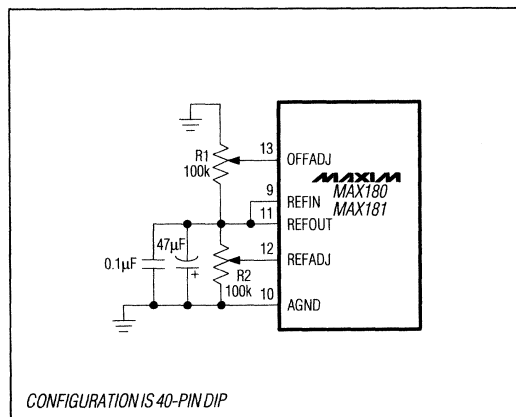 R1
100k
13
OFFADJ
MAXIM
MAX180
MAX181
9
REFIN
11
REFOUT
47µF
0.1µF
+
12
REFADJ
R2
100k
10
AGND
CONFIGURATION IS 40-PIN DIP